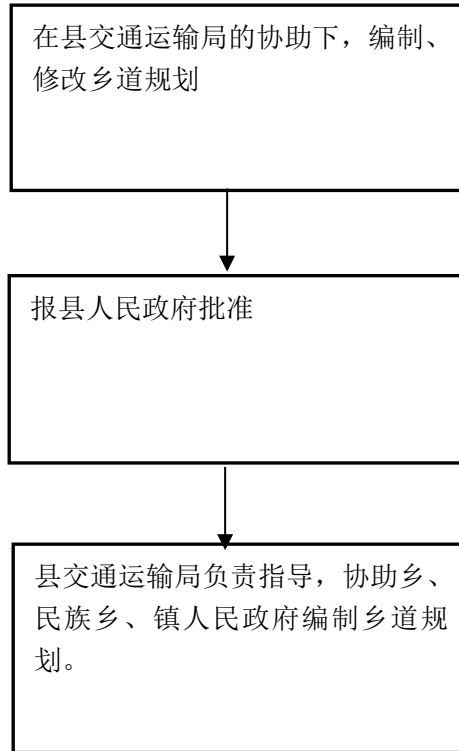 在县交通运输局的协助下，编制、
修改乡道规划
报县人民政府批准
县交通运输局负责指导，协助乡、
民族乡、镇人民政府编制乡道规
划。